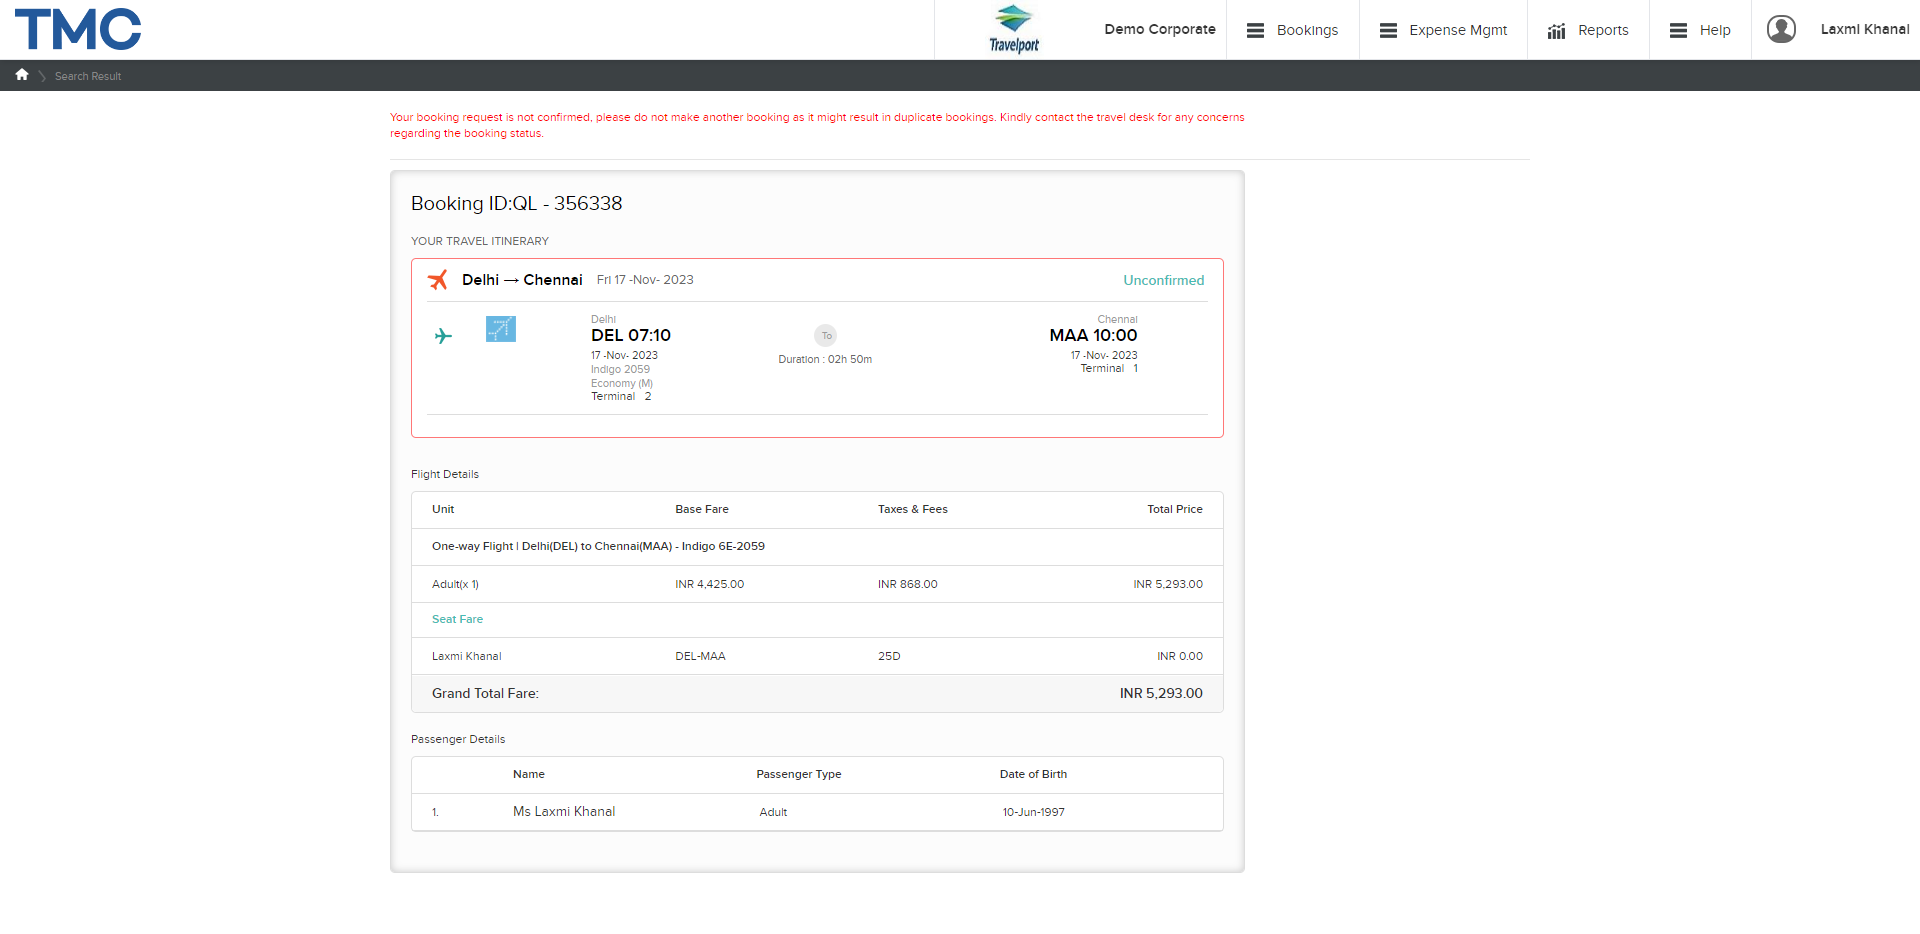 TMC
Travelport
Demo Corporate
Bookings
Expense Mgmt
Reports
Help
Laxmi Khanal
Search Result
Your booking request is not confirmed, please do not make another booking as it might result in duplicate bookings. Kindly contact the travel desk for any concerns
regarding the booking status.
Booking ID:QL - 356338
YOUR TRAVEL ITINERARY
Delhi → Chennai Fri 17 -Nov- 2023 Unconfirmed
Delhi
DEL 07:10
17 -Nov- 2023
Indigo 2059
Economy (M)
Terminal 2
To
Duration : 02h 50m
Chennai
MAA 10:00
17 -Nov- 2023
Terminal 1
Flight Details
Unit Base Fare Taxes & Fees Total Price
One-way Flight | Delhi(DEL) to Chennai(MAA) - Indigo 6E-2059
Adult(x 1) INR 4,425.00 INR 868.00 INR 5,293.00
Seat Fare
Laxmi Khanal DEL-MAA 25D INR 0.00
Grand Total Fare: INR 5,293.00
Passenger Details
Name Passenger Type Date of Birth
1. Ms Laxmi Khanal Adult 10-Jun-1997